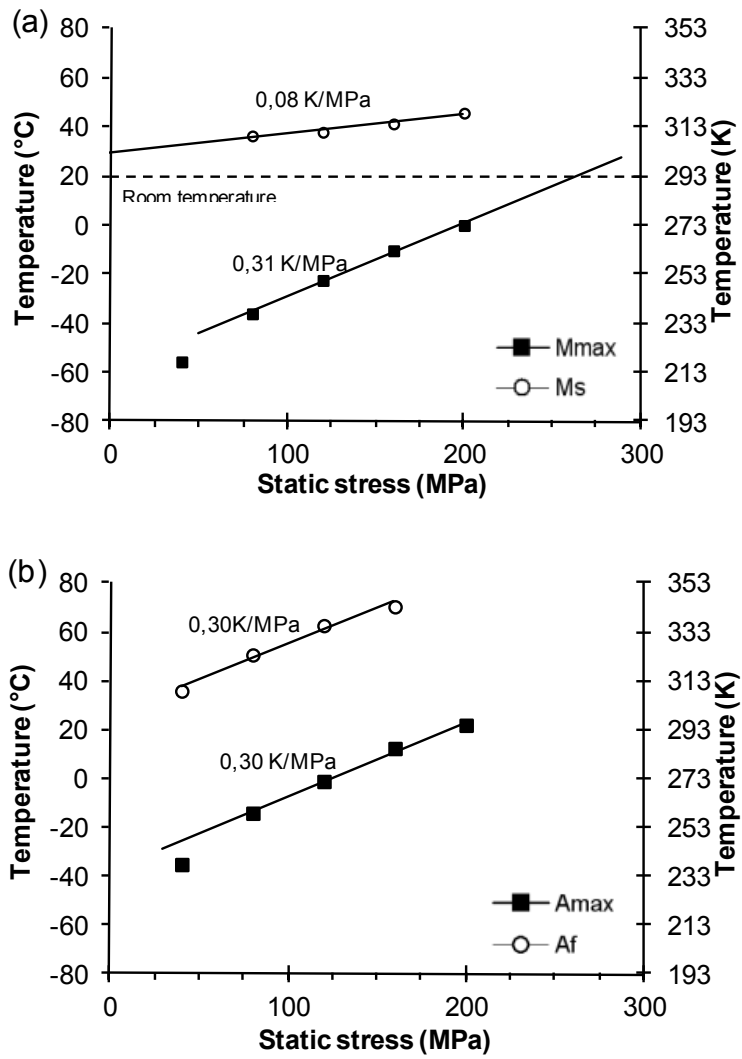 (a)
80
60
40
20
0
-20
-40
-60
-80
Temperature (°C)
353
333
313
293
273
253
233
213
193
Temperature (K)
0,08 K/MPa
Room temperature
0,31 K/MPa
Mmax
Ms
0 100 200 300
Static stress (MPa)
(b)
80
60
40
20
0
-20
-40
-60
-80
Temperature (°C)
353
333
313
293
273
253
233
213
193
Temperature (K)
0,30K/MPa
0,30 K/MPa
Amax
Af
0 100 200 300
Static stress (MPa)